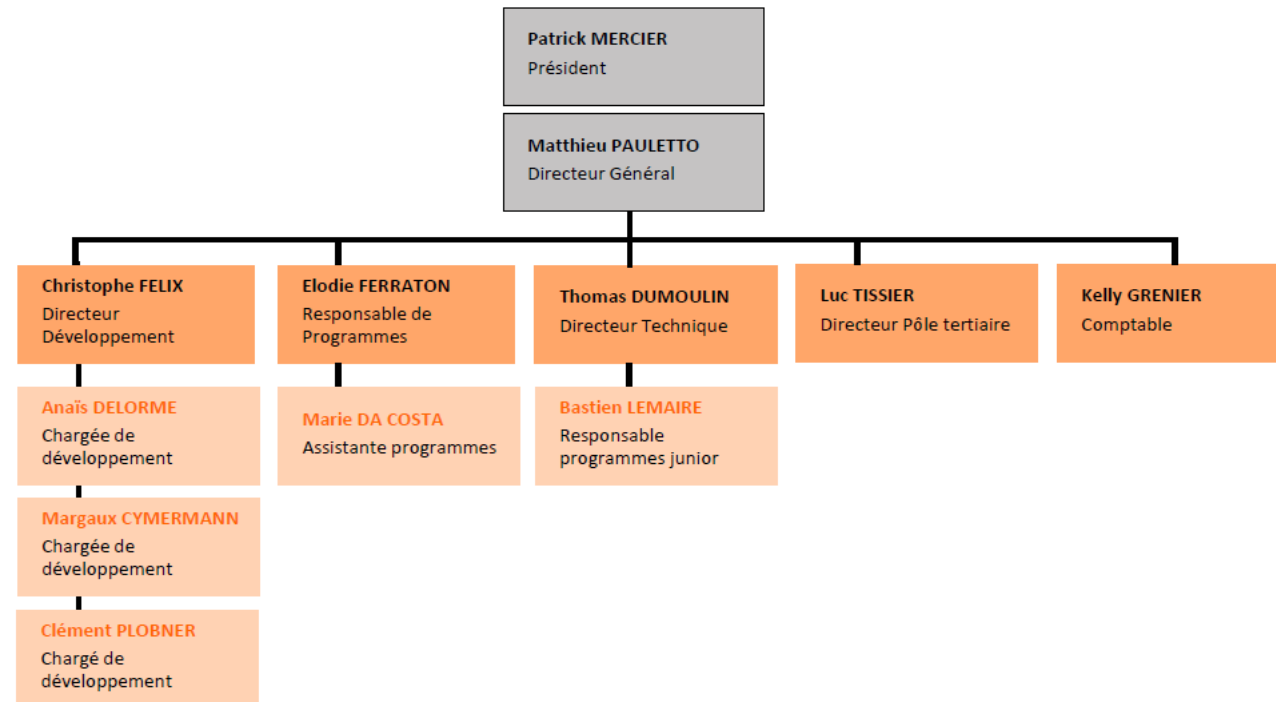 Patrick MERCIER
Président
Matthieu PAULETTO
Directeur Général
Christophe FELIX
Directeur
Développement
Elodie FERRATON
Responsable de
Programmes
Thomas DUMOULIN
Directeur Technique
Luc TISSIER
Directeur Pôle tertiaire
Kelly GRENIER
Comptable
Anaïs DELORME
Chargée de
développement
Marie DA COSTA
Assistante programmes
Bastien LEMAIRE
Responsable
programmes junior
Margaux CYMERMANN
Chargée de
développement
Clément PLOBNER
Chargé de
développement